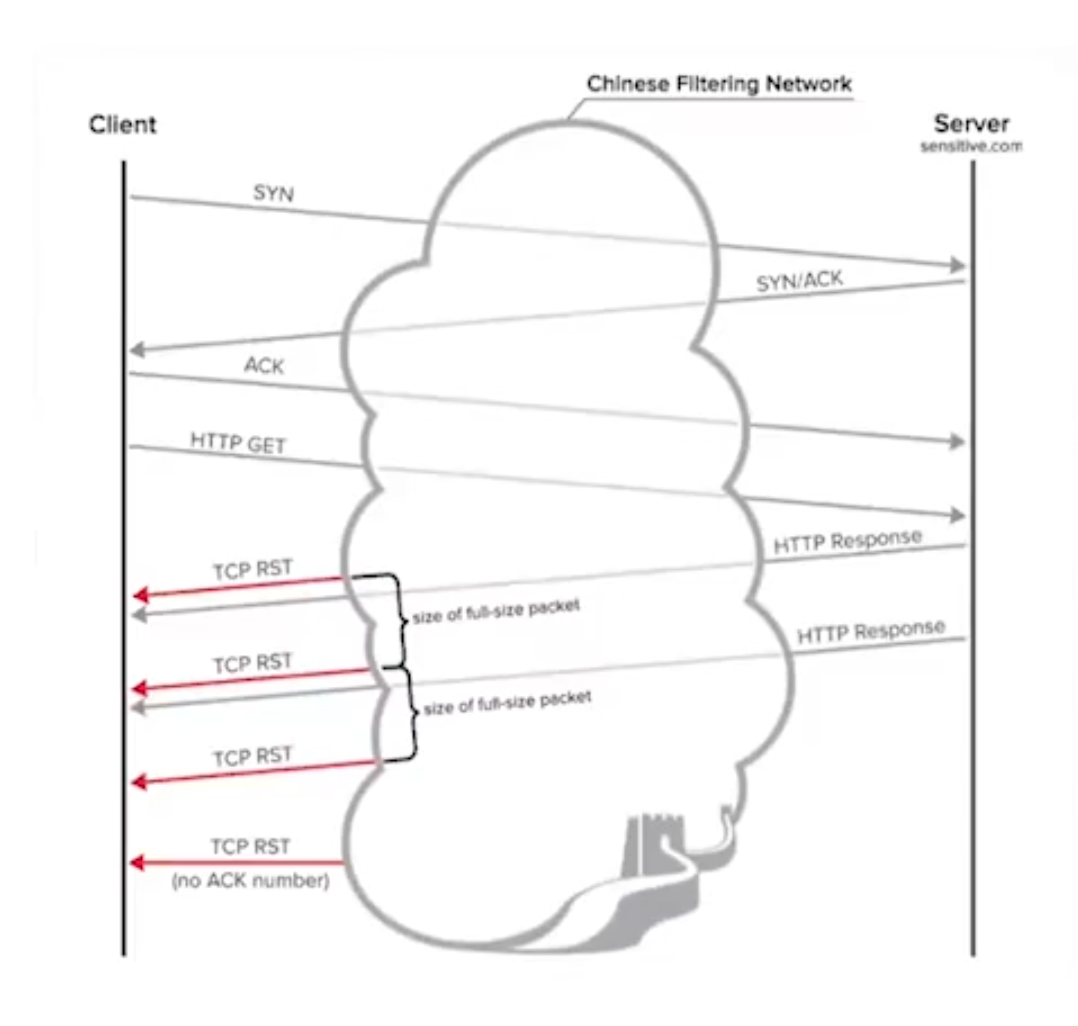 Chinese Filtering Network
Client
Server
sensitive.com
SYN
SYN/ACK
ACK
HTTP GET
HTTP Response
TCP RST
size of full-size packet
HTTP Response
TCP RST
size of full-size packet
TCP RST
TCP RST
(no ACK number)